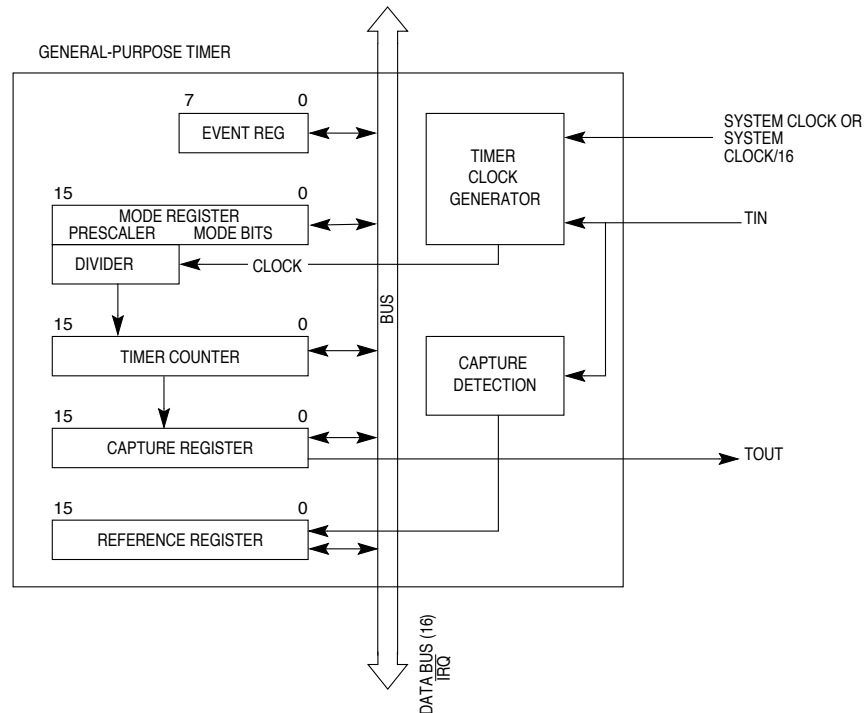 GENERAL-PURPOSE TIMER
7 0
EVENT REG
TIMER
CLOCK
GENERATOR
SYSTEM CLOCK OR
SYSTEM
CLOCK/16
TIN
15 0
MODE REGISTER
PRESCALER MODE BITS
DIVIDER
CLOCK
BUS
15 0
TIMER COUNTER
CAPTURE
DETECTION
15 0
CAPTURE REGISTER
TOUT
15 0
REFERENCE REGISTER
DATA BUS (16)
IRQ